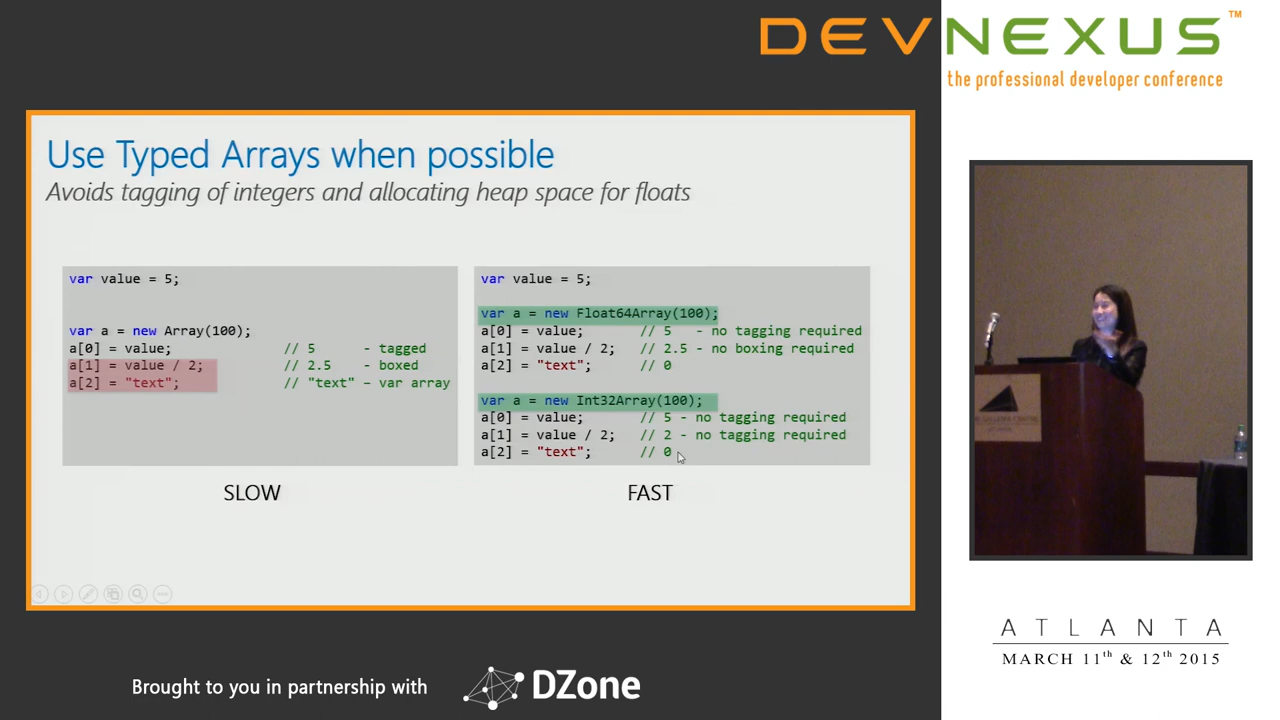 DEVNEXUS™
the professional developer conference
Use Typed Arrays when possible
Avoids tagging of integers and allocating heap space for floats
var value = 5;
var a = new Array(100);
a[0] = value; // 5 - tagged
a[1] = value / 2; // 2.5 - boxed
a[2] = "text"; // "text" – var array
SLOW
var value = 5;
var a = new Float64Array(100);
a[0] = value; // 5 - no tagging required
a[1] = value / 2; // 2.5 - no boxing required
a[2] = "text"; // 0
var a = new Int32Array(100);
a[0] = value; // 5 - no tagging required
a[1] = value / 2; // 2 - no tagging required
a[2] = "text"; // 0
FAST
ATLANTA
MARCH 11th & 12th 2015
Brought to you in partnership with
DZone